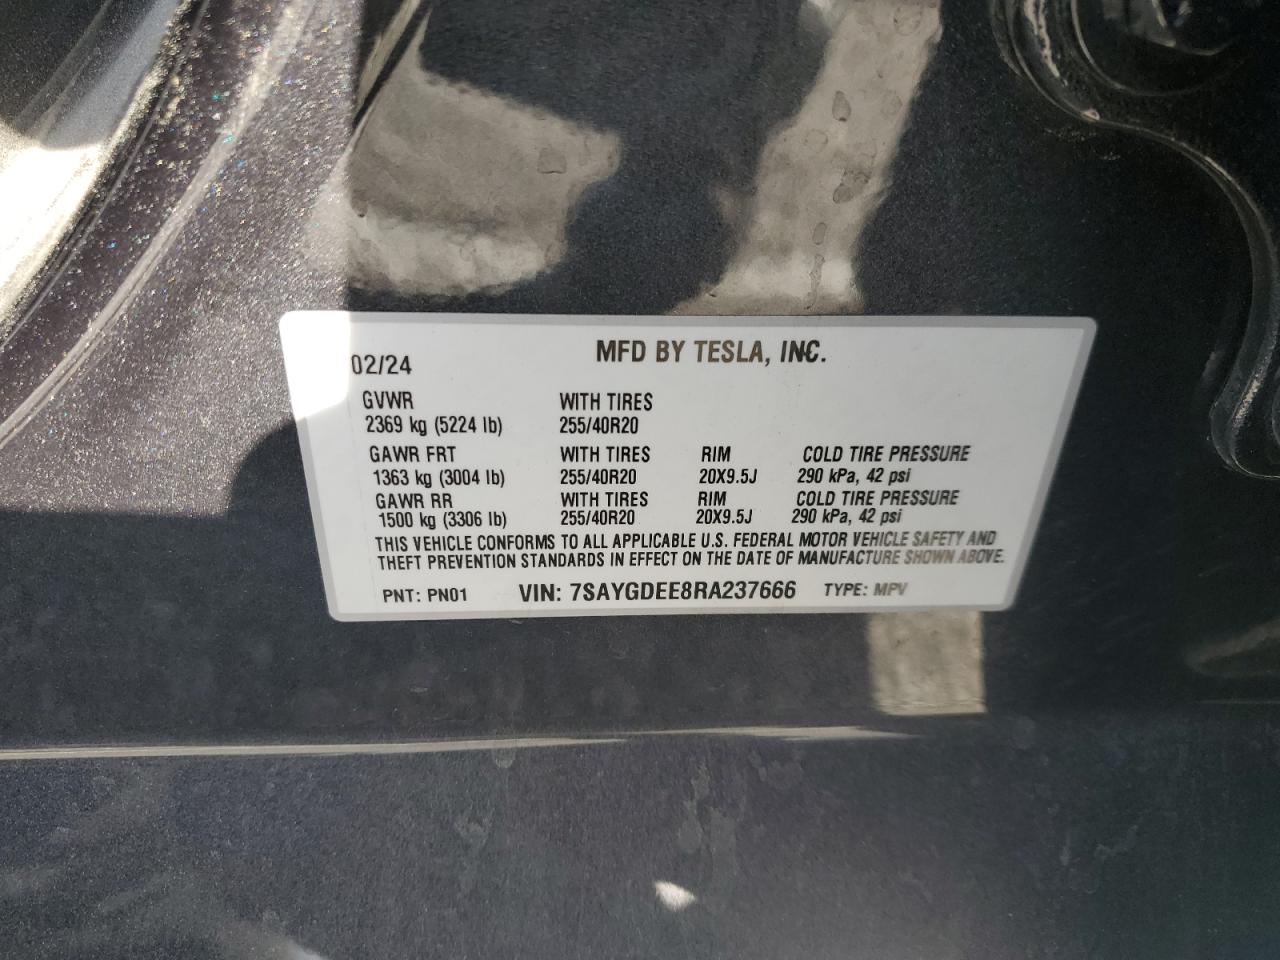 MFD BY TESLA, INC.
02/24
GVWR WITH TIRES
2369 kg (5224 lb) 255/40R20
GAWR FRT WITH TIRES RIM COLD TIRE PRESSURE
1363 kg (3004 lb) 255/40R20 20X9.5J 290 kPa, 42 psi
GAWR RR WITH TIRES RIM COLD TIRE PRESSURE
1500 kg (3306 lb) 255/40R20 20X9.5J 290 kPa, 42 psi
THIS VEHICLE CONFORMS TO ALL APPLICABLE U.S. FEDERAL MOTOR VEHICLE SAFETY AND
THEFT PREVENTION STANDARDS IN EFFECT ON THE DATE OF MANUFACTURE SHOWN ABOVE.
PNT: PN01 VIN: 7SAYGDEE8RA237666 TYPE: MPV